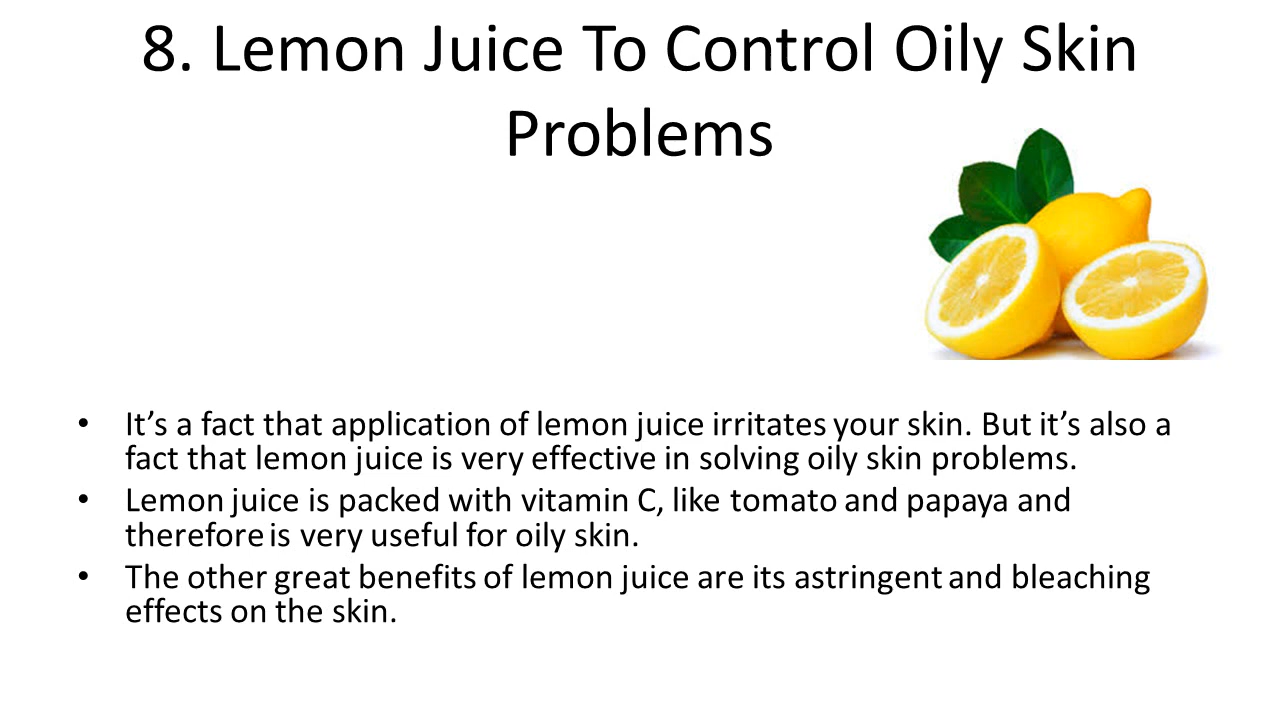 8. Lemon Juice To Control Oily Skin
Problems
• It’s a fact that application of lemon juice irritates your skin. But it’s also a
fact that lemon juice is very effective in solving oily skin problems.
• Lemon juice is packed with vitamin C, like tomato and papaya and
therefore is very useful for oily skin.
• The other great benefits of lemon juice are its astringent and bleaching
effects on the skin.